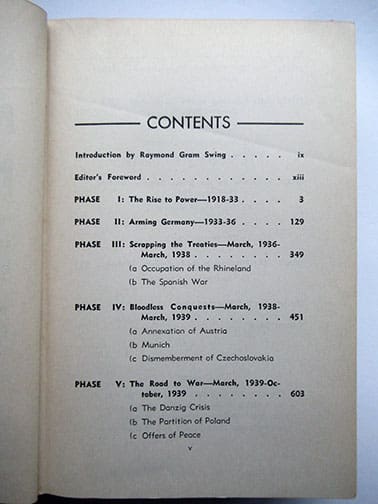 CONTENTS
Introduction by Raymond Gram Swing . . . . . ix
Editor's Foreword . . . . . . . . . . . . xiii
PHASE I: The Rise to Power—1918-33 . . . . 3
PHASE II: Arming Germany—1933-36 . . . . 129
PHASE III: Scrapping the Treaties—March, 1936-
March, 1938 . . . . . . . . 349
(a Occupation of the Rhineland
(b The Spanish War
PHASE IV: Bloodless Conquests—March, 1938-
March, 1939 . . . . . . . . 451
(a Annexation of Austria
(b Munich
(c Dismemberment of Czechoslovakia
PHASE V: The Road to War—March, 1939-Oc-
tober, 1939 . . . . . . . . 603
(a The Danzig Crisis
(b The Partition of Poland
(c Offers of Peace
v